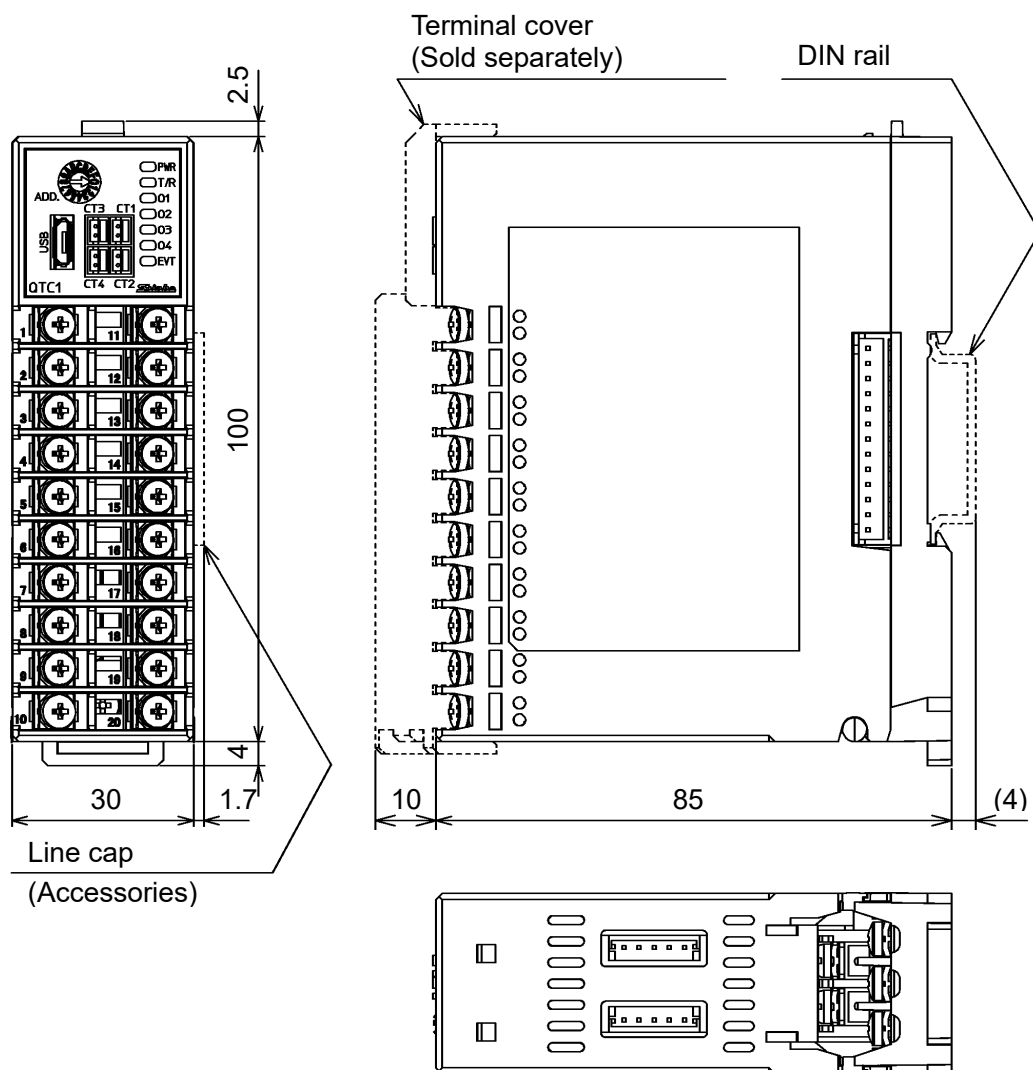 Terminal cover
(Sold separately)
DIN rail
2.5
PWR
T/R
ADD.
O1
CT3 CT1
O2
USB
O3
O4
EVT
CT4 CT2
QTC1
Shinko
1 11
2 12
3 13
100
4 14
5 15
6 16
7 17
8 18
9 19
10 20
4
30
1.7
10
85
(4)
Line cap
(Accessories)